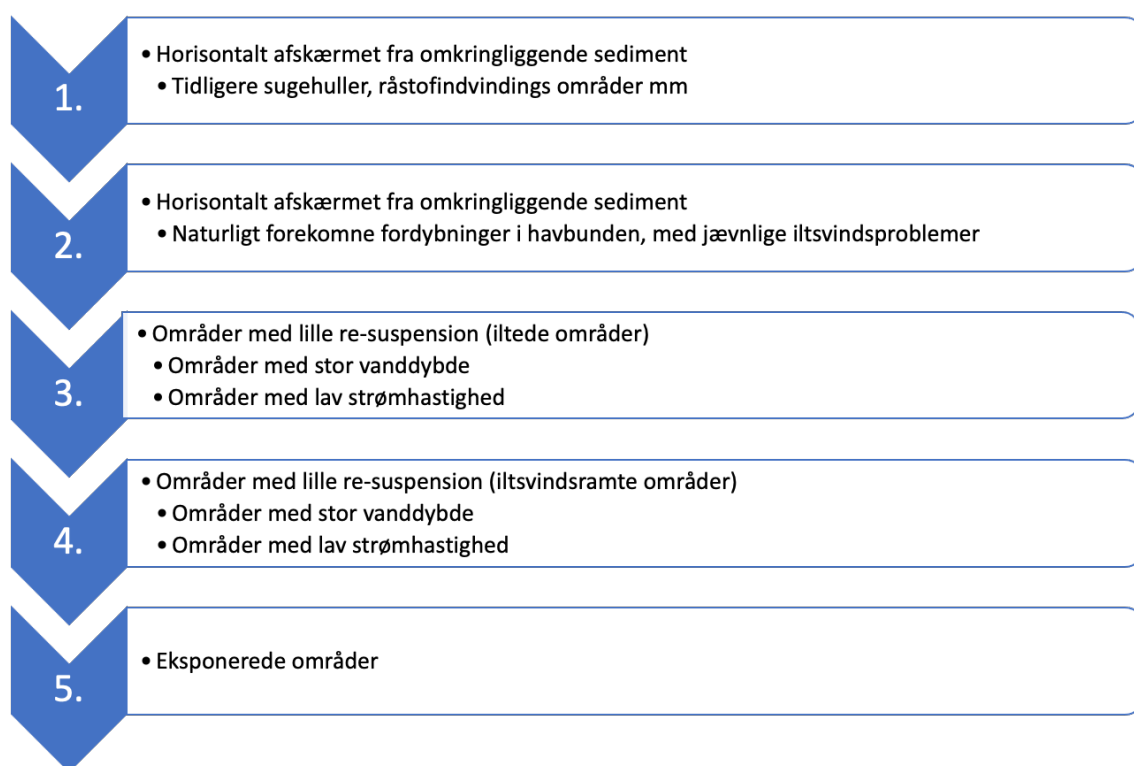 1.
• Horisontalt afskærmet fra omkringliggende sediment
• Tidligere sugehuller, råstofindvindings områder mm
2.
• Horisontalt afskærmet fra omkringliggende sediment
• Naturligt forekomne fordybninger i havbunden, med jævnlige iltsvindsproblemer
3.
• Områder med lille re-suspension (iltede områder)
• Områder med stor vanddybde
• Områder med lav strømhastighed
4.
• Områder med lille re-suspension (iltsvindsramte områder)
• Områder med stor vanddybde
• Områder med lav strømhastighed
5.
• Eksponerede områder